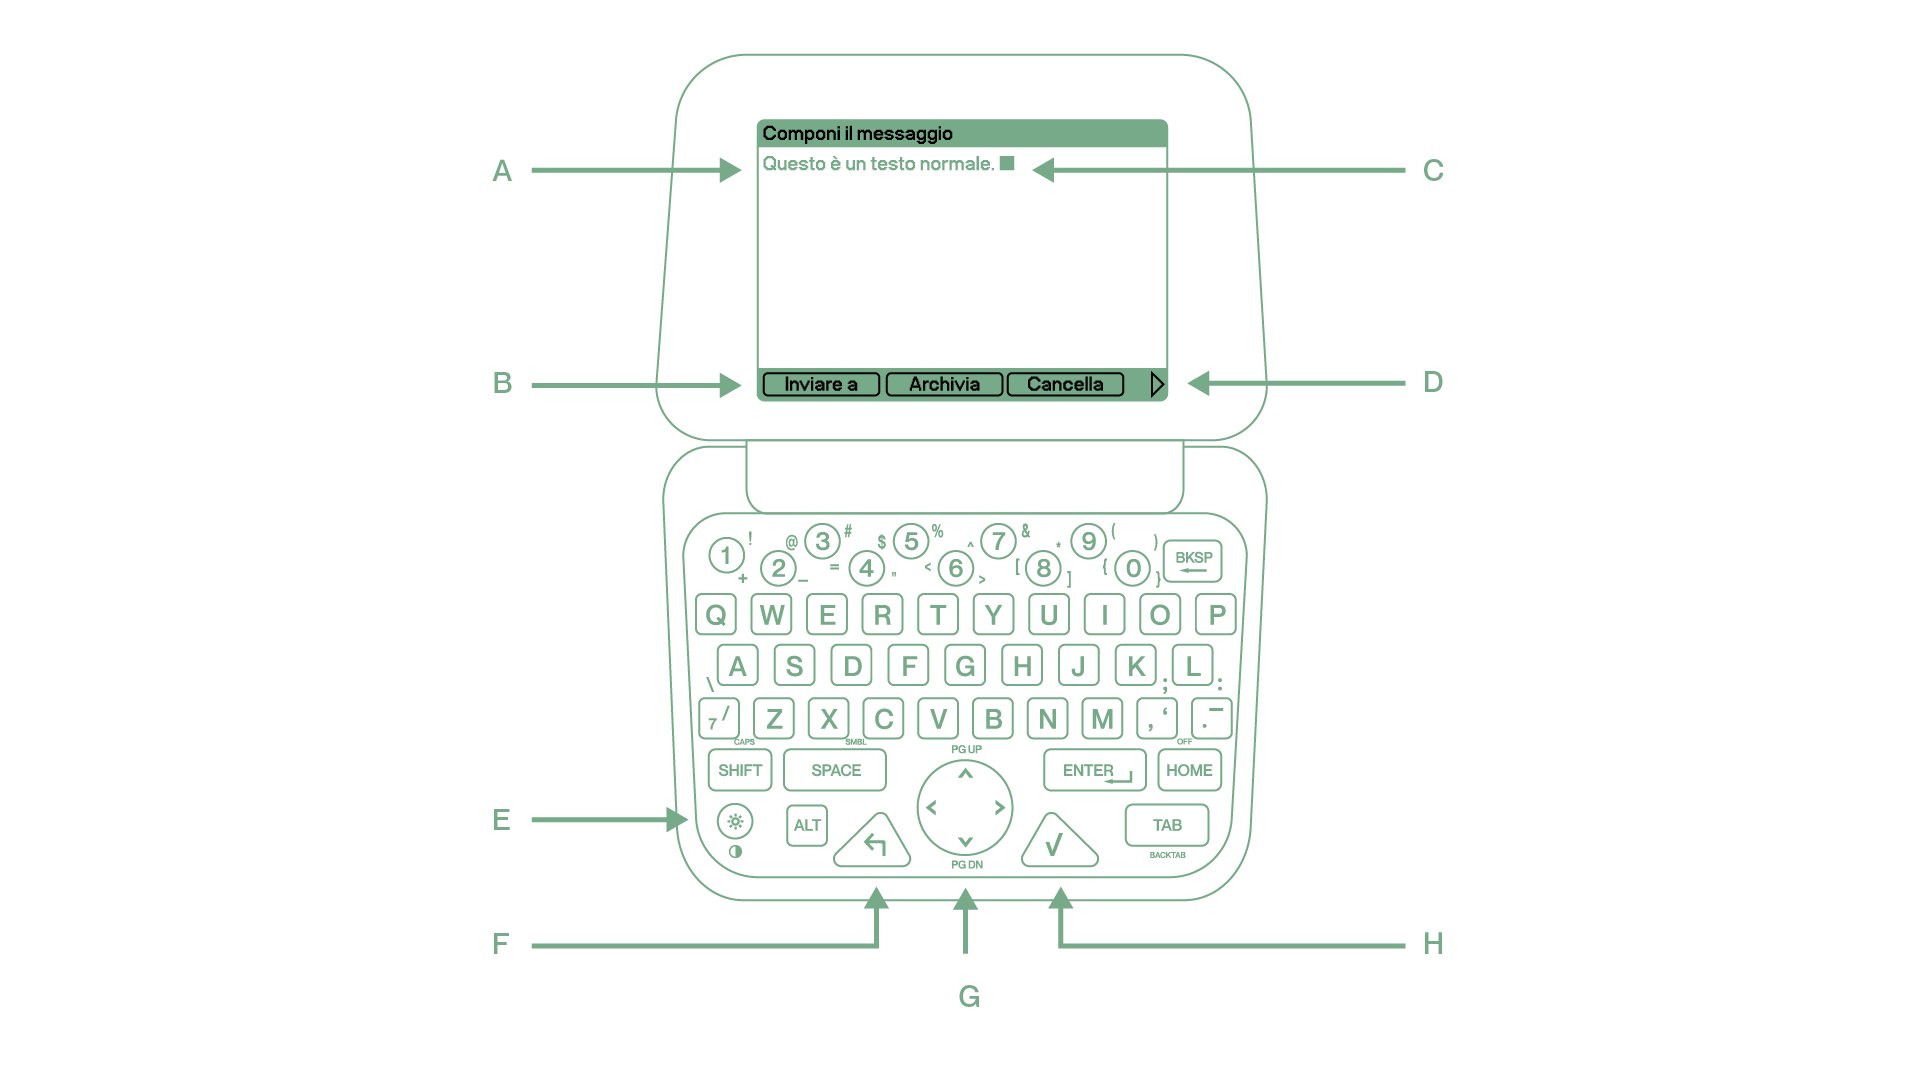 Componi il messaggio
A
Questo è un testo normale.
C
B
Inviare a Archivia Cancella
D
! @ # $ % ^ & * ( )
1 2 3 4 5 6 7 8 9 0 BKSP
+ _ = " < > [ ] { }
Q W E R T Y U I O P
A S D F G H J K L
\ ; :
7 / Z X C V B N M , ‘ . –
CAPS SMBL PG UP OFF
SHIFT SPACE ENTER HOME
E
ALT TAB
PG DN BACKTAB
F
H
G